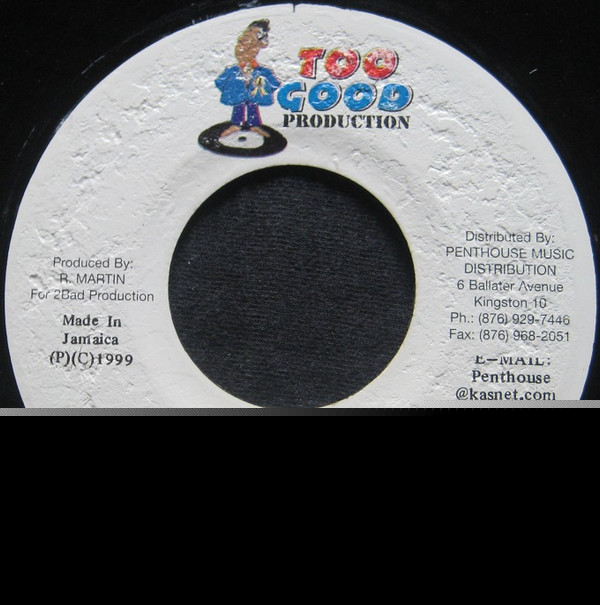 TOO
GOOD
PRODUCTION
Produced By:
R. MARTIN
For 2Bad Production
Made In
Jamaica
(P)(C)1999
Distributed By:
PENTHOUSE MUSIC
DISTRIBUTION
6 Ballater Avenue
Kingston 10
Ph.: (876) 929-7446
Fax: (876) 968-2051
E-MAIL:
Penthouse
@kasnet.com